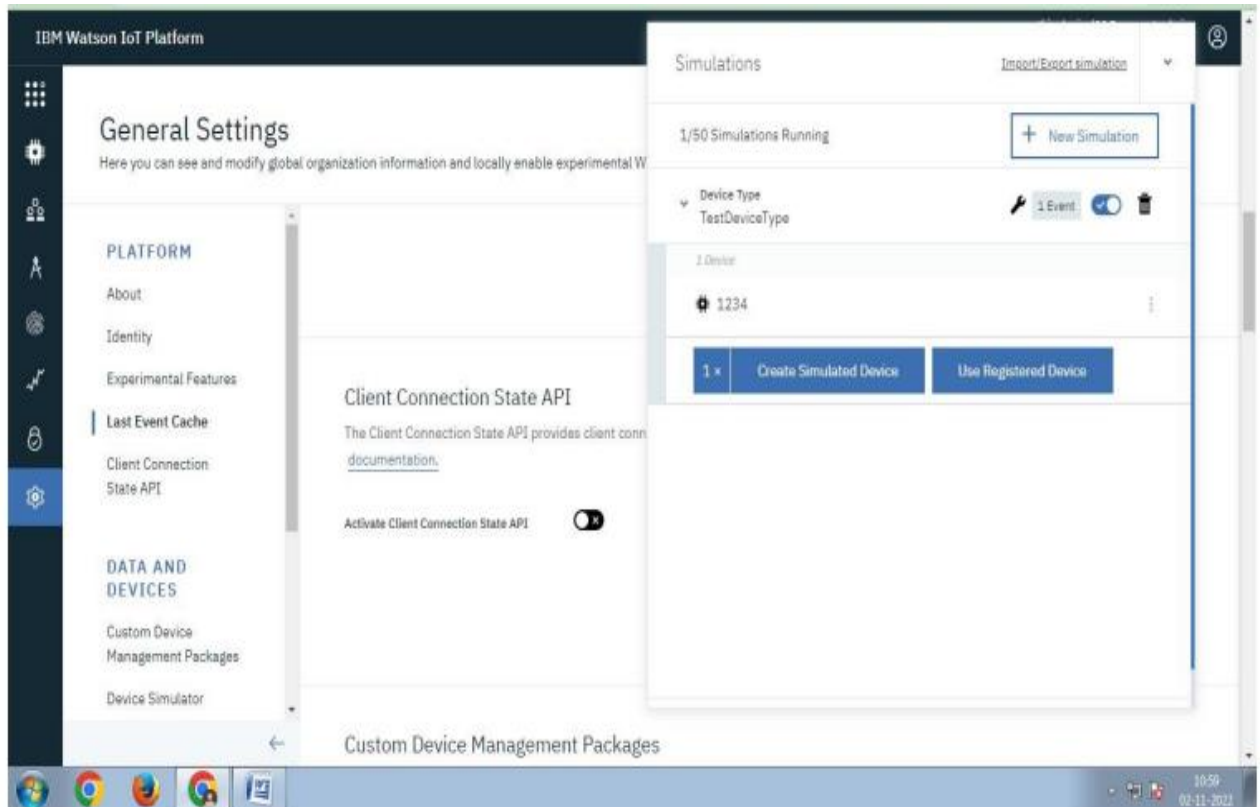 IBM Watson IoT Platform
General Settings
Here you can see and modify global organization information and locally enable experimental W
PLATFORM
About
Identity
Experimental Features
Last Event Cache
Client Connection
State API
DATA AND
DEVICES
Custom Device
Management Packages
Device Simulator
Client Connection State API
The Client Connection State API provides client conn
documentation.
Activate Client Connection State API
Custom Device Management Packages
Simulations
Import/Export simulation
1/50 Simulations Running
+ New Simulation
Device Type
TestDeviceType
1 Event
1 Device
1234
1 ×
Create Simulated Device
Use Registered Device
10:59
02-11-2022